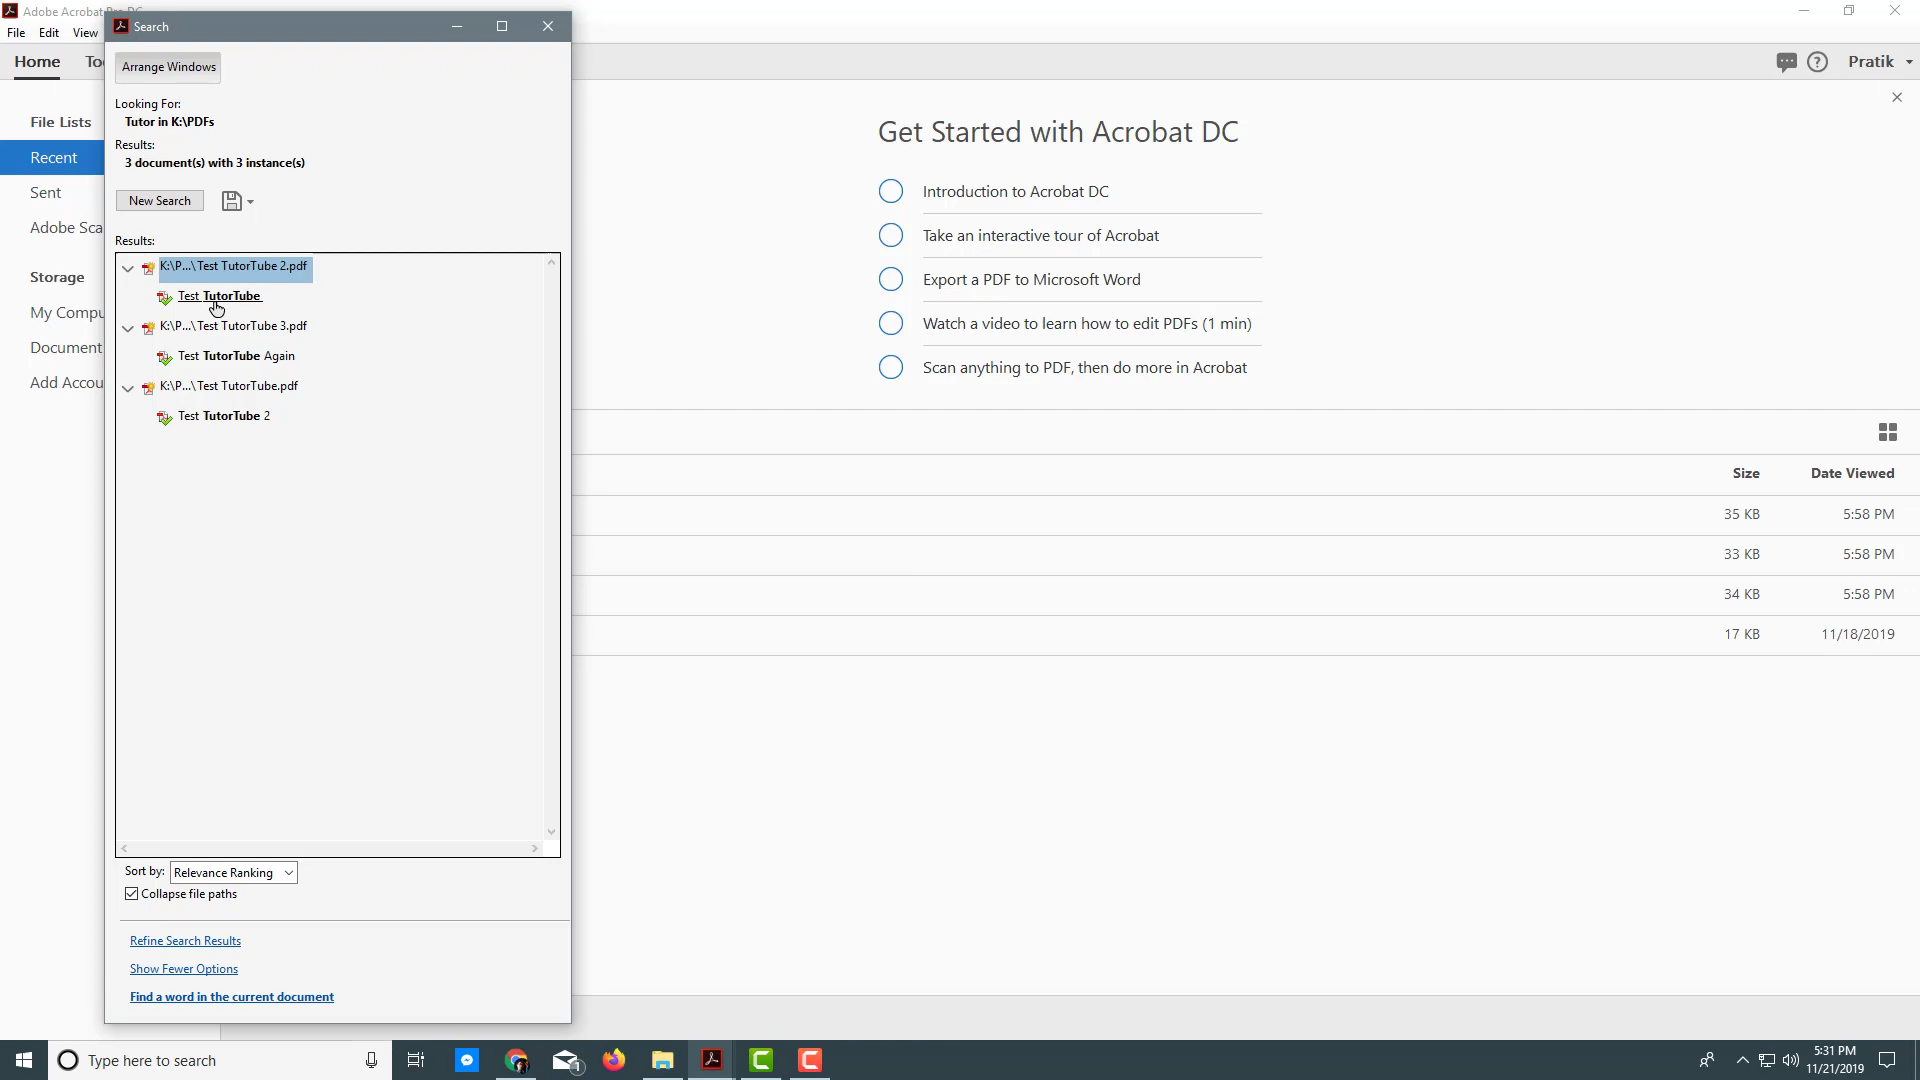 Adobe Acrobat Pro DC
File Edit View
Search
Home To
Pratik
Arrange Windows
Looking For:
Tutor in K:\PDFs
Results:
3 document(s) with 3 instance(s)
New Search
Results:
K:\P...\Test TutorTube 2.pdf
Test TutorTube
K:\P...\Test TutorTube 3.pdf
Test TutorTube Again
K:\P...\Test TutorTube.pdf
Test TutorTube 2
Sort by: Relevance Ranking
Collapse file paths
Refine Search Results
Show Fewer Options
Find a word in the current document
File Lists
Recent
Sent
Adobe Sca
Storage
My Compu
Document
Add Accou
Get Started with Acrobat DC
Introduction to Acrobat DC
Take an interactive tour of Acrobat
Export a PDF to Microsoft Word
Watch a video to learn how to edit PDFs (1 min)
Scan anything to PDF, then do more in Acrobat
Size Date Viewed
35 KB 5:58 PM
33 KB 5:58 PM
34 KB 5:58 PM
17 KB 11/18/2019
Type here to search
1
5:31 PM
11/21/2019